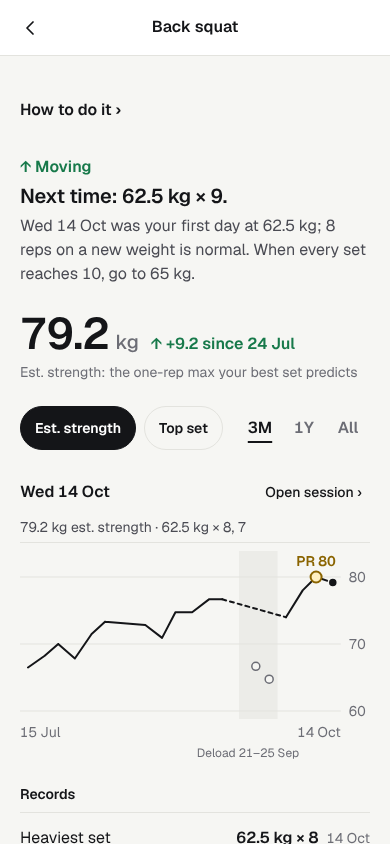 Back squat
How to do it ›
↑ Moving
Next time: 62.5 kg × 9.
Wed 14 Oct was your first day at 62.5 kg; 8
reps on a new weight is normal. When every set
reaches 10, go to 65 kg.
79.2 kg ↑ +9.2 since 24 Jul
Est. strength: the one-rep max your best set predicts
Est. strength Top set 3M 1Y All
Wed 14 Oct Open session ›
79.2 kg est. strength · 62.5 kg × 8, 7
PR 80
80
70
60
15 Jul 14 Oct
Deload 21–25 Sep
Records
Heaviest set 62.5 kg × 8 14 Oct